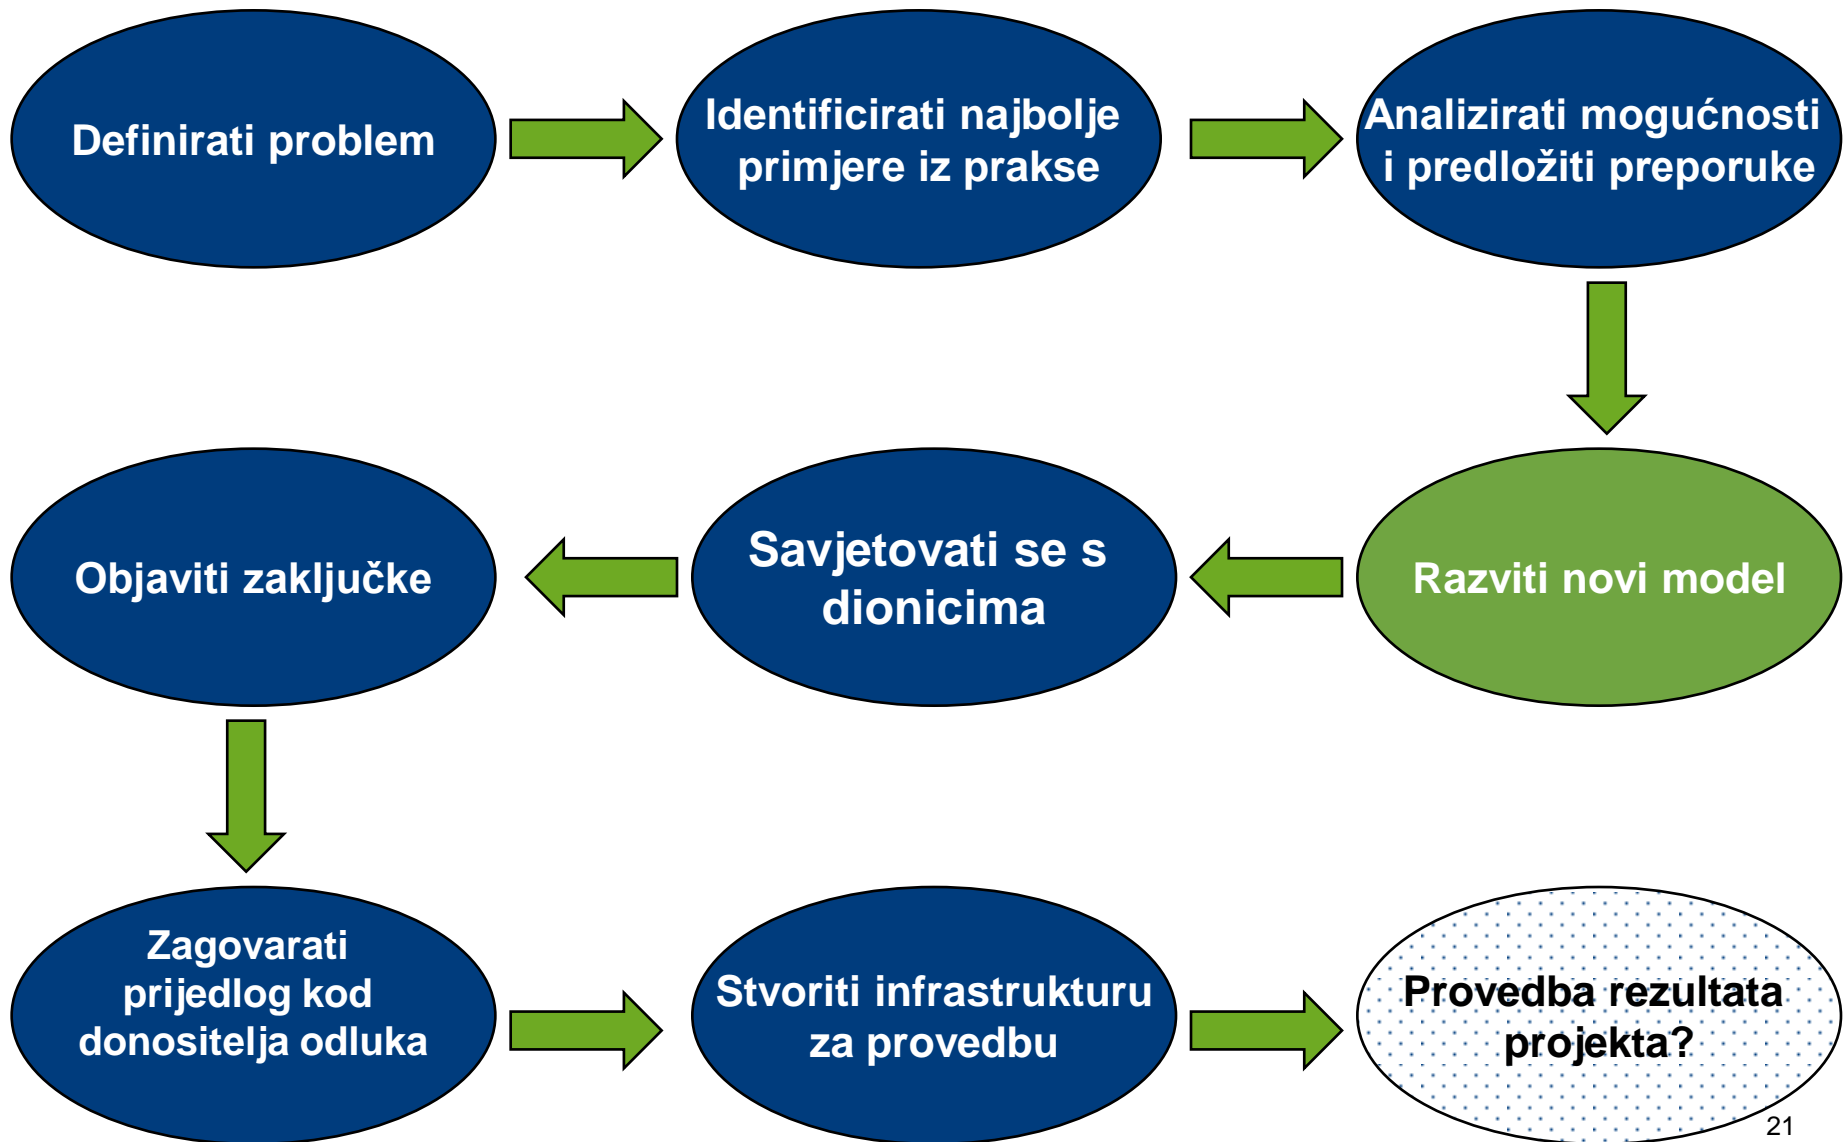 Definirati problem
Identificirati najbolje
primjere iz prakse
Analizirati mogućnosti
i predložiti preporuke
Razviti novi model
Savjetovati se s
dionicima
Objaviti zaključke
Zagovarati
prijedlog kod
donositelja odluka
Stvoriti infrastrukturu
za provedbu
Provedba rezultata
projekta?
21